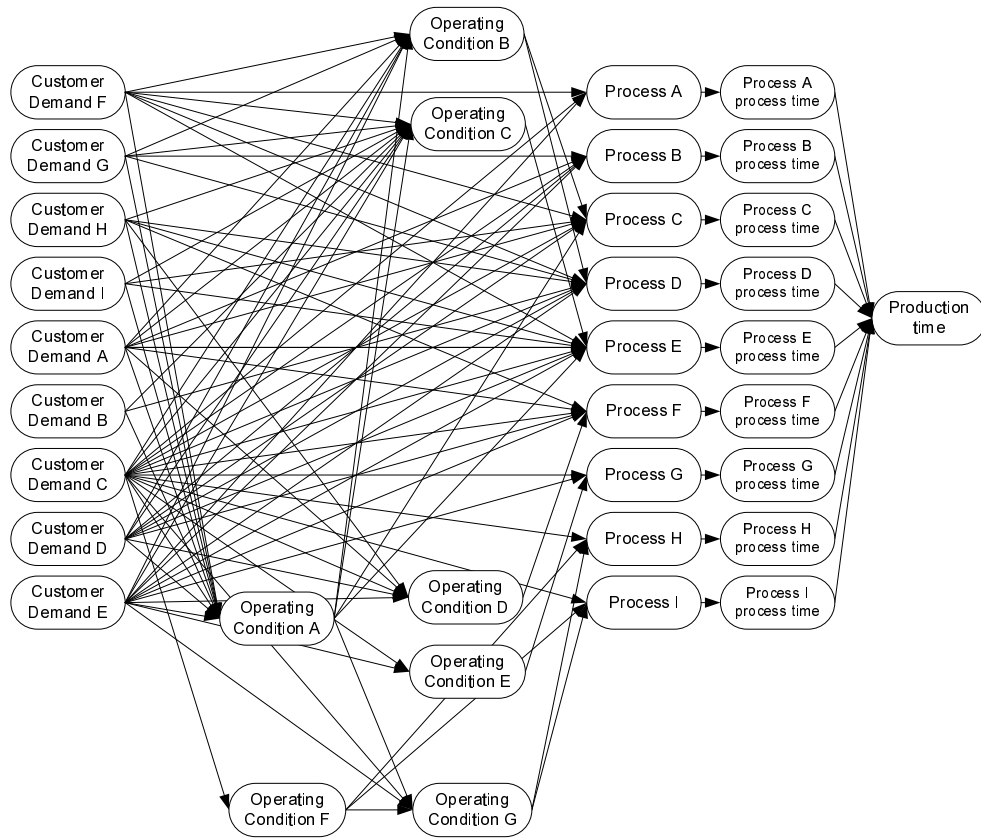 Operating
Condition B
Customer
Demand F
Process A
Process A
process time
Operating
Condition C
Customer
Demand G
Process B
Process B
process time
Customer
Demand H
Process C
Process C
process time
Customer
Demand I
Process D
Process D
process time
Production
time
Customer
Demand A
Process E
Process E
process time
Customer
Demand B
Process F
Process F
process time
Customer
Demand C
Process G
Process G
process time
Customer
Demand D
Process H
Process H
process time
Customer
Demand E
Operating
Condition A
Operating
Condition D
Process I
Process I
process time
Operating
Condition E
Operating
Condition F
Operating
Condition G